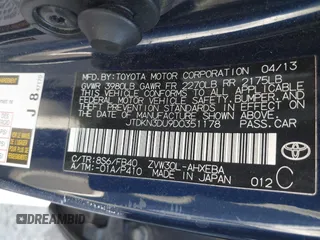 MFD. BY: TOYOTA MOTOR CORPORATION 04/13
GVWR 3980LB GAWR FR 2270LB RR 2175LB
THIS VEHICLE CONFORMS TO ALL APPLICABLE
FEDERAL MOTOR VEHICLE SAFETY, BUMPER, AND
THEFT PREVENTION STANDARDS IN EFFECT ON
THE DATE OF MANUFACTURE SHOWN ABOVE.
JTDKN3DU9D0351178 PASS. CAR
C/TR:8S6/FB40 ZVW30L-AHXEBA
A/TM:-01A/P410 MADE IN JAPAN
012 C
TOYOTA
J 8